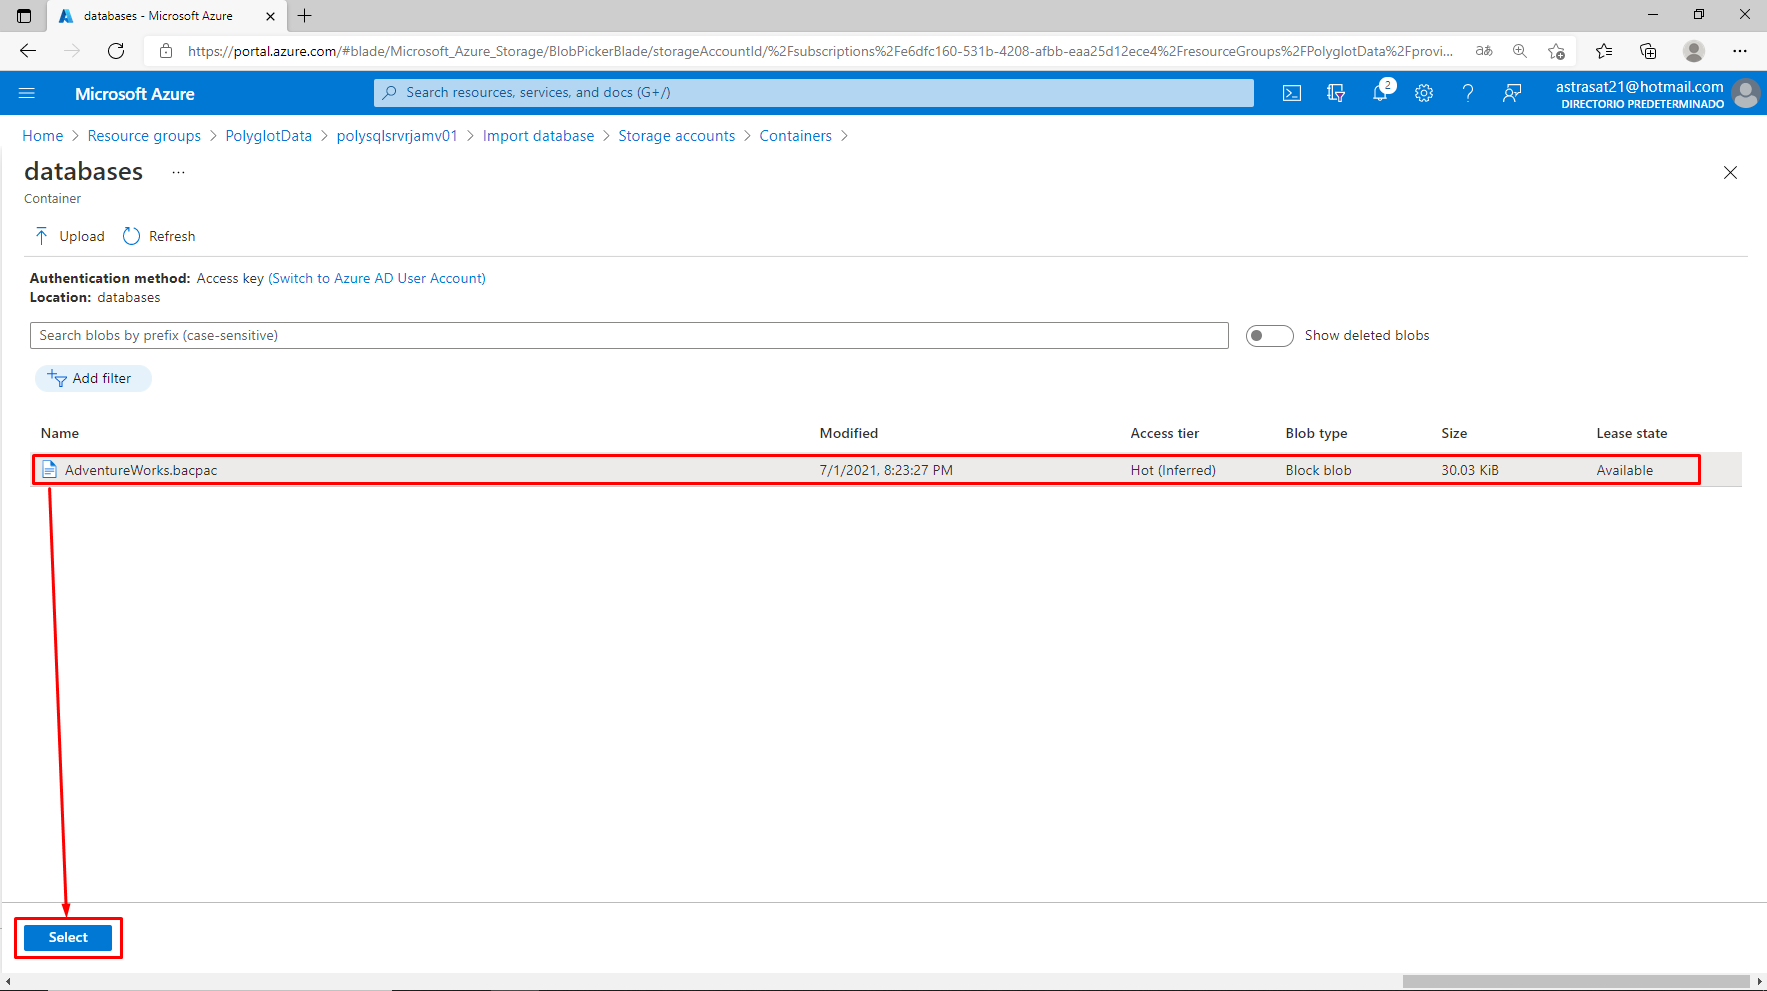 databases - Microsoft Azure
https://portal.azure.com/#blade/Microsoft_Azure_Storage/BlobPickerBlade/storageAccountId/%2Fsubscriptions%2Fe6dfc160-531b-4208-afbb-eaa25d12ece4%2FresourceGroups%2FPolyglotData%2Fprovi...
aあ
Microsoft Azure
Search resources, services, and docs (G+/)
2
astrasat21@hotmail.com
DIRECTORIO PREDETERMINADO
Home > Resource groups > PolyglotData > polysqlsrvrjamv01 > Import database > Storage accounts > Containers >
databases ...
Container
Upload Refresh
Authentication method: Access key (Switch to Azure AD User Account)
Location: databases
Search blobs by prefix (case-sensitive)
Show deleted blobs
Add filter
Name Modified Access tier Blob type Size Lease state
AdventureWorks.bacpac 7/1/2021, 8:23:27 PM Hot (Inferred) Block blob 30.03 KiB Available
Select